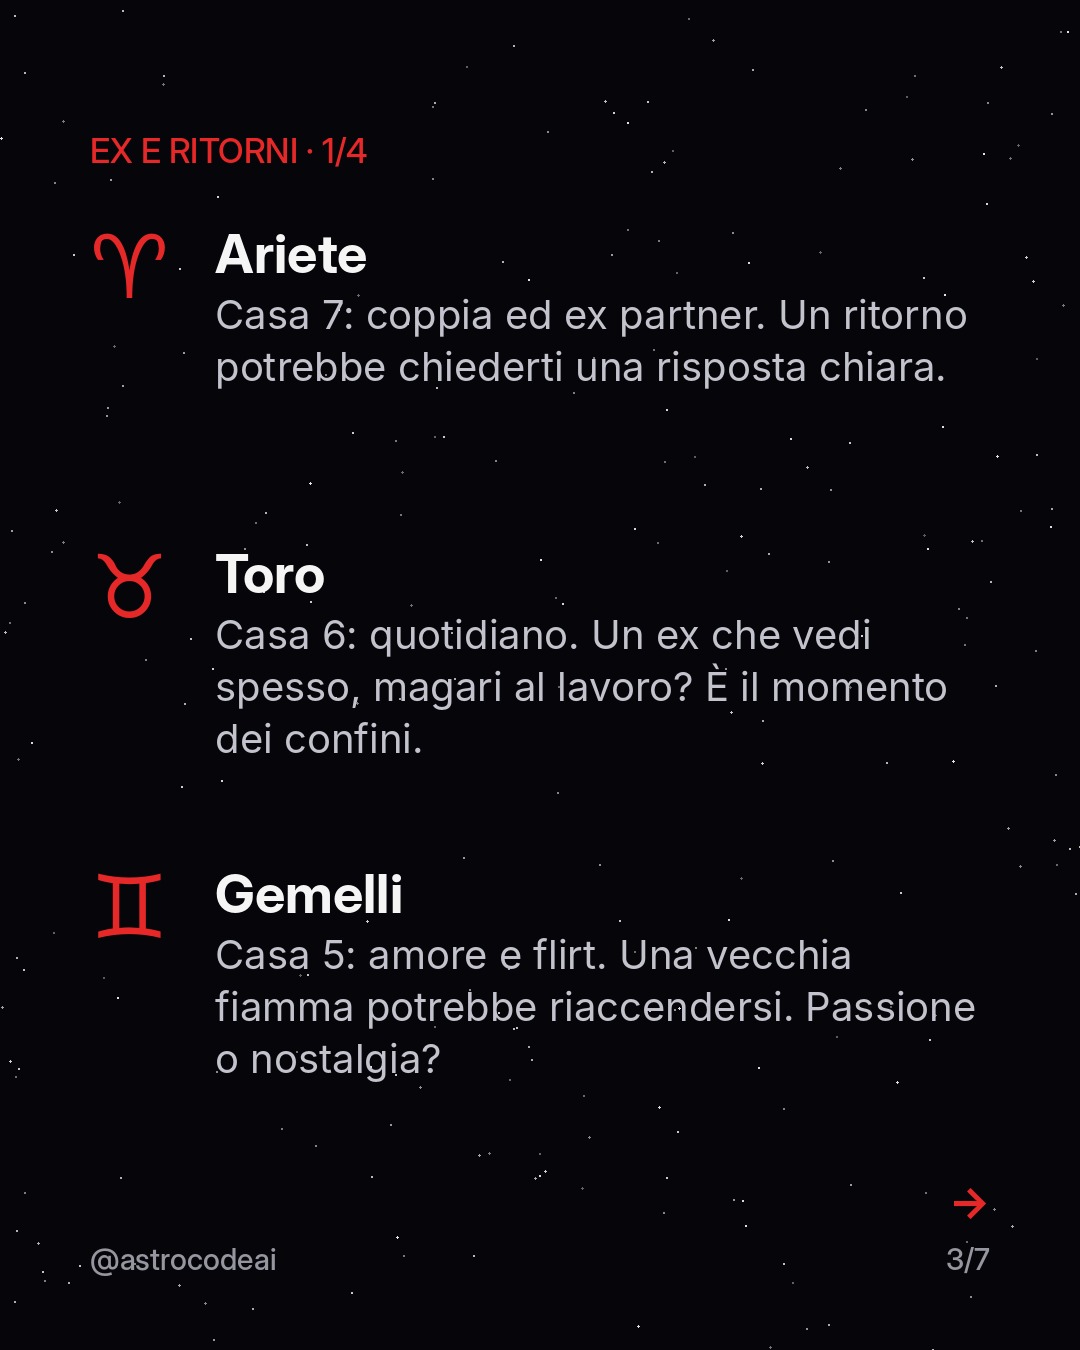 EX E RITORNI · 1/4
♈ Ariete
Casa 7: coppia ed ex partner. Un ritorno
potrebbe chiederti una risposta chiara.
♉ Toro
Casa 6: quotidiano. Un ex che vedi
spesso, magari al lavoro? È il momento
dei confini.
♊ Gemelli
Casa 5: amore e flirt. Una vecchia
fiamma potrebbe riaccendersi. Passione
o nostalgia?
→
@astrocodeai
3/7